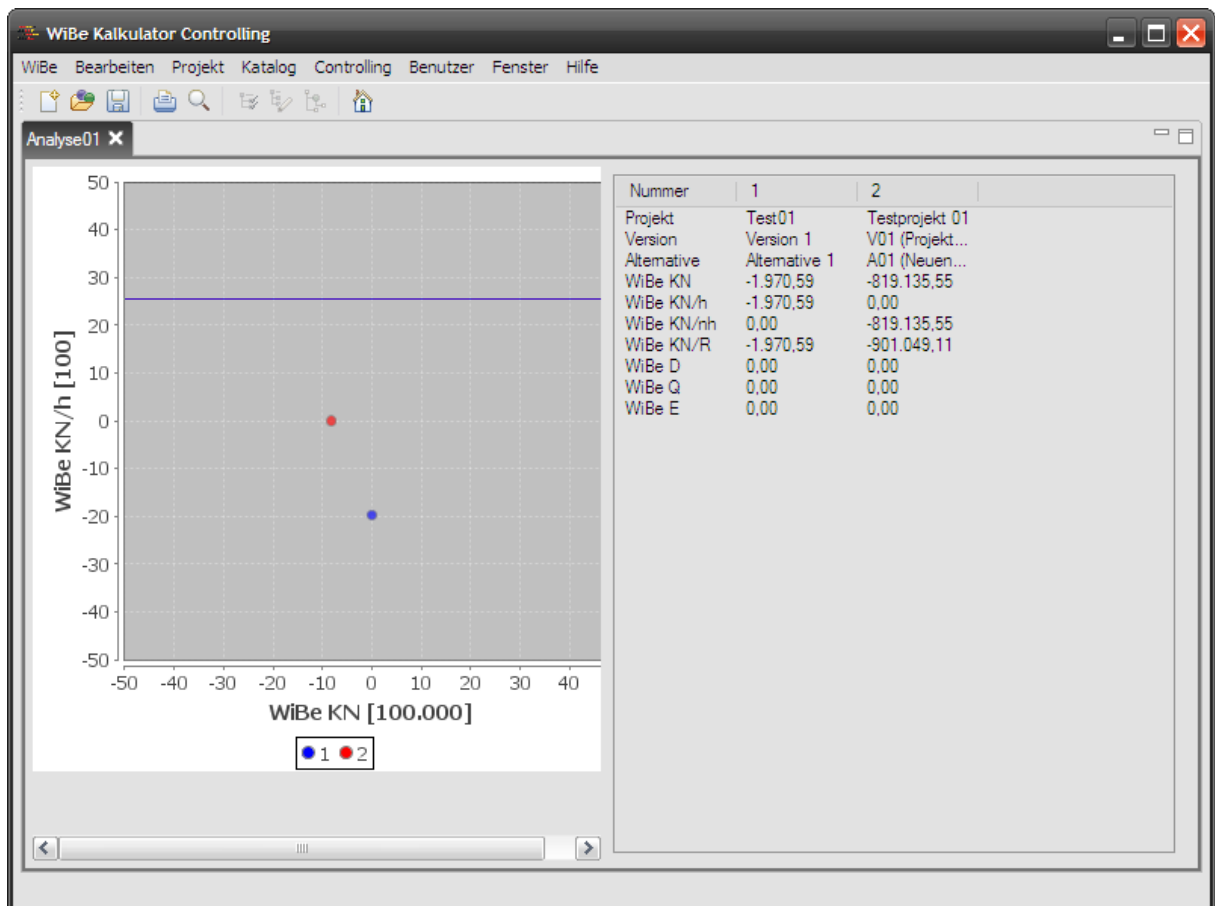 WiBe Kalkulator Controlling
WiBe Bearbeiten Projekt Katalog Controlling Benutzer Fenster Hilfe
Analyse01
50
40
30
20
10
0
-10
-20
-30
-40
-50
WiBe KN/h [100]
-50 -40 -30 -20 -10 0 10 20 30 40
WiBe KN [100.000]
1 2
Nummer 1 2
Projekt Test01 Testprojekt 01
Version Version 1 V01 (Projekt...
Alternative Alternative 1 A01 (Neuen...
WiBe KN -1.970,59 -819.135,55
WiBe KN/h -1.970,59 0,00
WiBe KN/nh 0,00 -819.135,55
WiBe KN/R -1.970,59 -901.049,11
WiBe D 0,00 0,00
WiBe Q 0,00 0,00
WiBe E 0,00 0,00